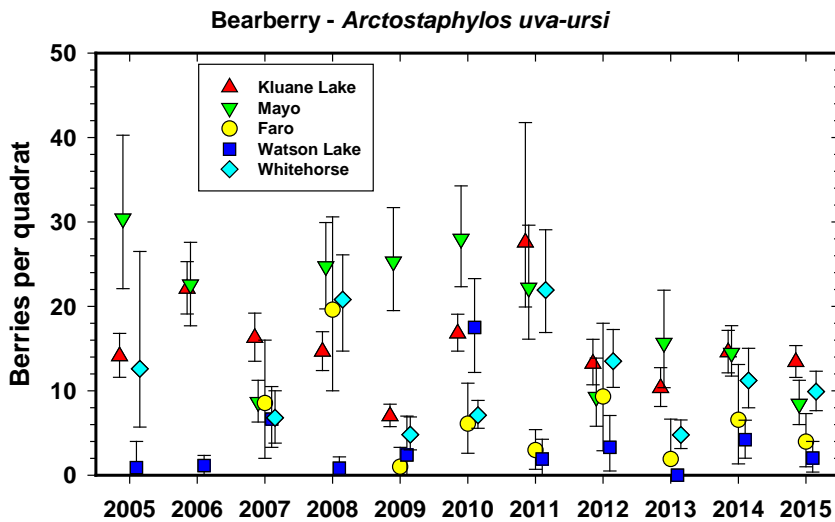 Bearberry - Arctostaphylos uva-ursi
50
40
30
20
10
0
Berries per quadrat
Kluane Lake
Mayo
Faro
Watson Lake
Whitehorse
2005 2006 2007 2008 2009 2010 2011 2012 2013 2014 2015